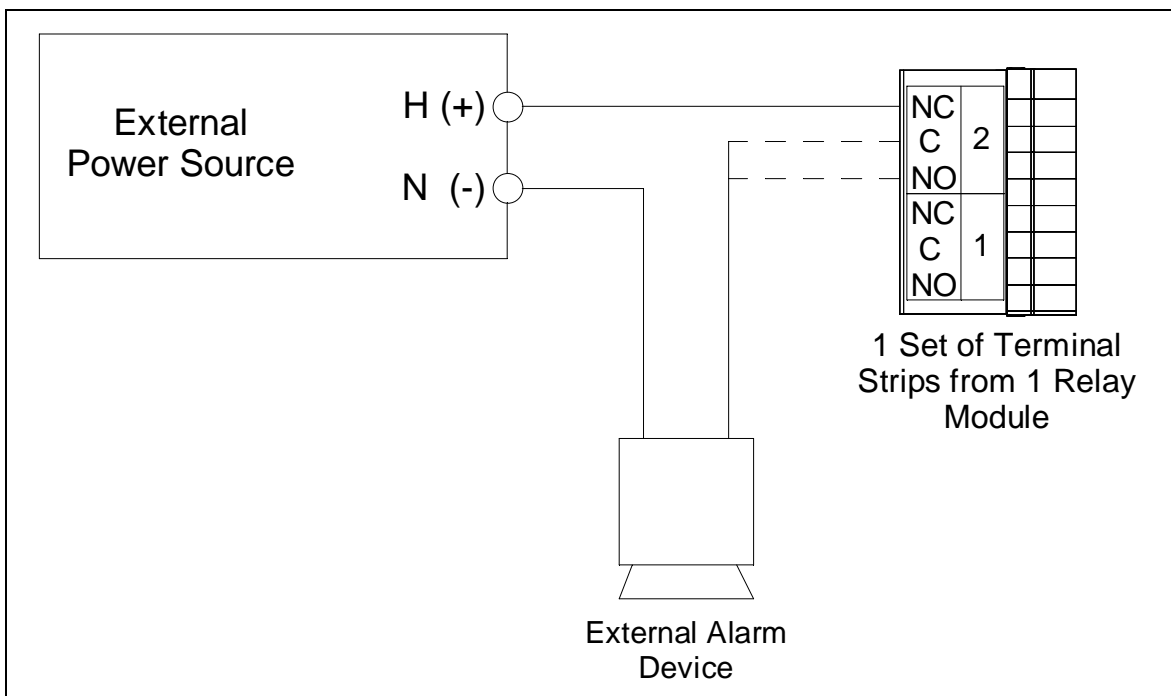 External
Power Source
H (+)
N (-)
NC
C
NO
2
NC
C
NO
1
1 Set of Terminal
Strips from 1 Relay
Module
External Alarm
Device